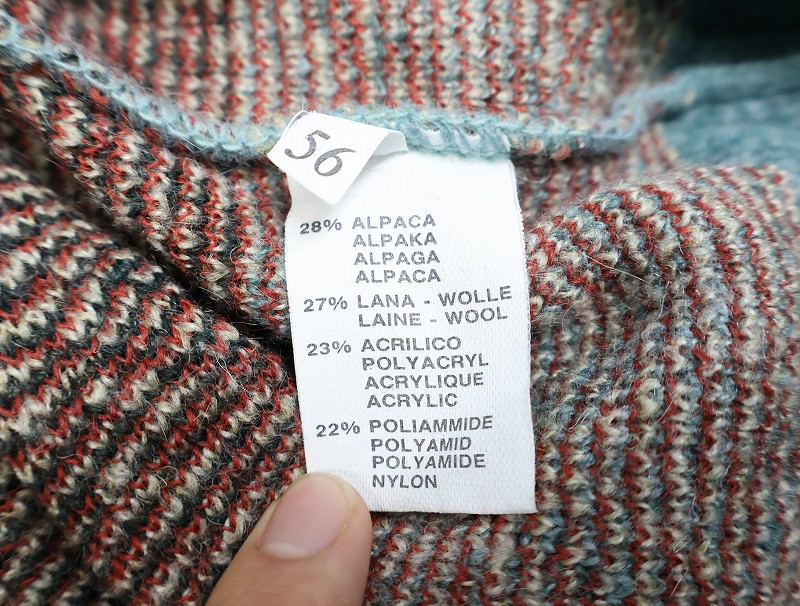 56
28% ALPACA
ALPAKA
ALPAGA
ALPACA
27% LANA - WOLLE
LAINE - WOOL
23% ACRILICO
POLYACRYL
ACRYLIQUE
ACRYLIC
22% POLIAMMIDE
POLYAMID
POLYAMIDE
NYLON